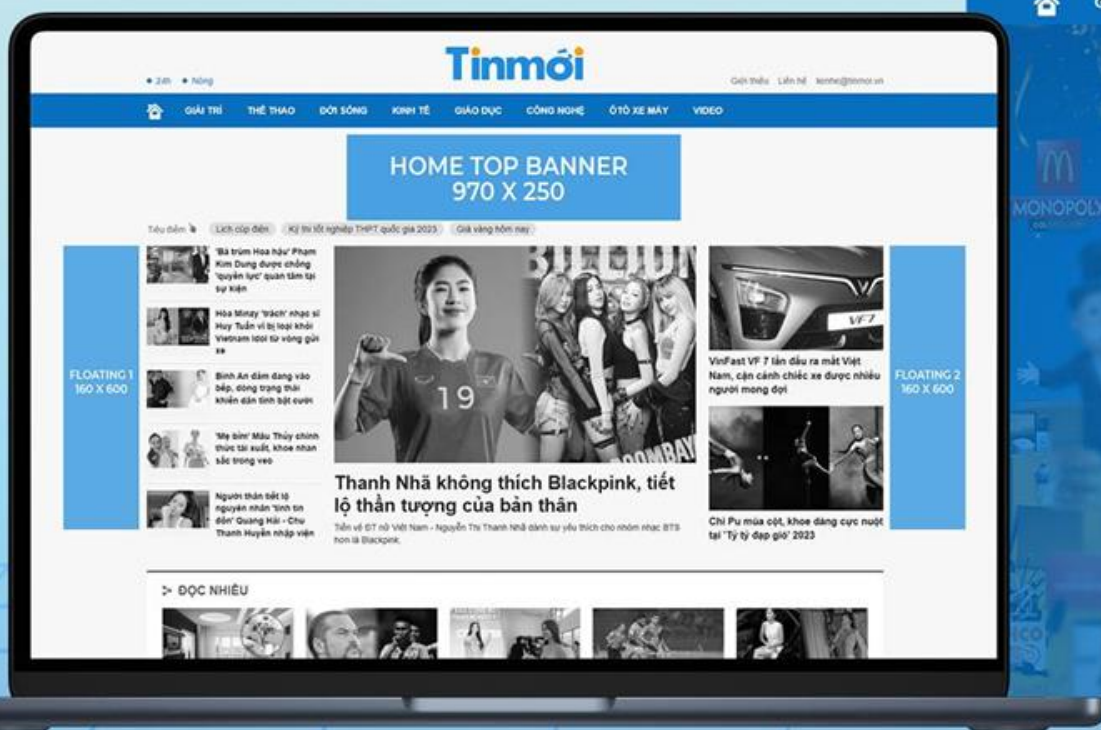 Tinmới
24h Nóng
Giới thiệu Liên hệ lienhe@tinmoi.vn
GIẢI TRÍ THỂ THAO ĐỜI SỐNG KINH TẾ GIÁO DỤC CÔNG NGHỆ ÔTÔ XE MÁY VIDEO
HOME TOP BANNER
970 X 250
Tiêu điểm
Lịch cúp điện
Kỳ thi tốt nghiệp THPT quốc gia 2023
Giá vàng hôm nay
FLOATING 1
160 X 600
'Bà trùm Hoa hậu' Phạm
Kim Dung được chồng
'quyền lực' quan tâm tại
sự kiện
Hòa Minzy 'trách' nhạc sĩ
Huy Tuấn vì bị loại khỏi
Vietnam Idol từ vòng gửi
xe
Bình An đảm đang vào
bếp, dòng trạng thái
khiến dân tình bật cười
'Mẹ bỉm' Mâu Thủy chính
thức tái xuất, khoe nhan
sắc trong veo
Người thân tiết lộ
nguyên nhân 'tình tin
đồn' Quang Hải - Chu
Thanh Huyền nhập viện
19
BILLION
BOOMBAY
Thanh Nhã không thích Blackpink, tiết
lộ thần tượng của bản thân
Tiền vệ ĐT nữ Việt Nam - Nguyễn Thị Thanh Nhã dành sự yêu thích cho nhóm nhạc BTS
hơn là Blackpink.
VF7
VinFast VF 7 lần đầu ra mắt Việt
Nam, cận cảnh chiếc xe được nhiều
người mong đợi
Chi Pu múa cột, khoe dáng cực nuột
tại 'Tỷ tỷ đạp gió' 2023
FLOATING 2
160 X 600
ĐỌC NHIỀU
MONOPOLY